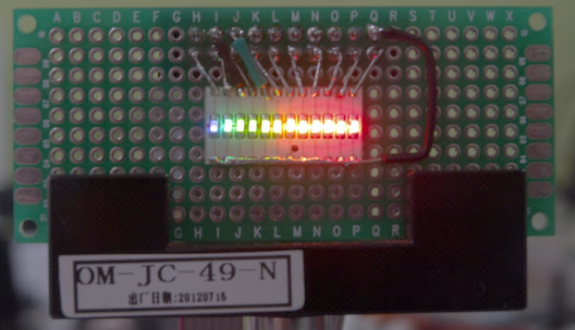 A B C D E F G H I J K L M N O P Q R S T U V W X
G H I J K L M N O P Q R
OM-JC-49-N
出厂日期:20120716